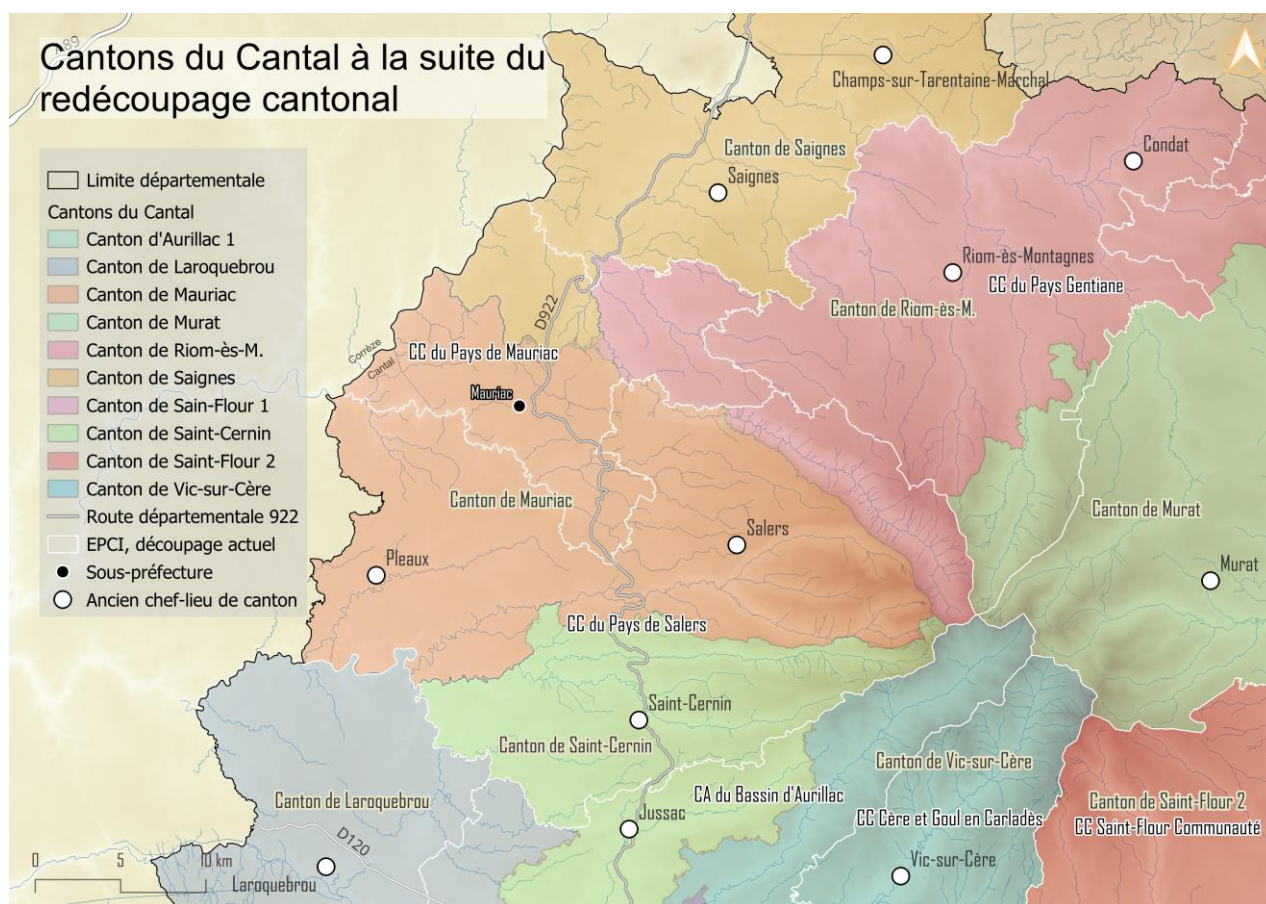 Cantons du Cantal à la suite du
redécoupage cantonal
Limite départementale
Cantons du Cantal
Canton d'Aurillac 1
Canton de Laroquebrou
Canton de Mauriac
Canton de Murat
Canton de Riom-ès-M.
Canton de Saignes
Canton de Sain-Flour 1
Canton de Saint-Cernin
Canton de Saint-Flour 2
Canton de Vic-sur-Cère
Route départementale 922
EPCI, découpage actuel
Sous-préfecture
Ancien chef-lieu de canton
Champs-sur-Tarentaine-Marchal
Canton de Saignes
Saignes
Condat
Riom-ès-Montagnes
CC du Pays Gentiane
Canton de Riom-ès-M.
D922
Corrèze
Cantal
CC du Pays de Mauriac
Mauriac
Canton de Mauriac
Salers
Pleaux
Canton de Murat
Murat
CC du Pays de Salers
Saint-Cernin
Canton de Saint-Cernin
Canton de Vic-sur-Cère
CA du Bassin d'Aurillac
Canton de Laroquebrou
Jussac
CC Cère et Goul en Carladès
Canton de Saint-Flour 2
CC Saint-Flour Communauté
D120
Laroquebrou
Vic-sur-Cère
0 5 10 km